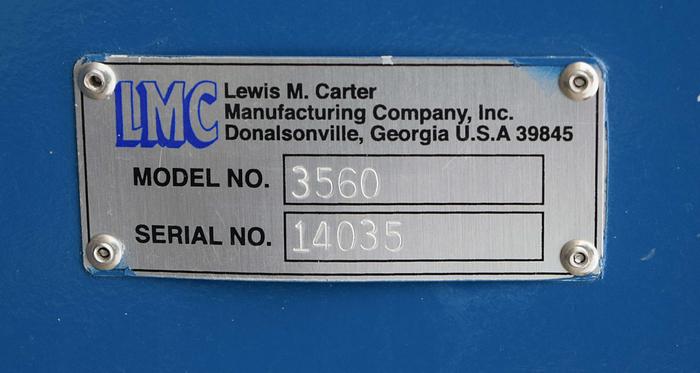 LMC
Lewis M. Carter
Manufacturing Company, Inc.
Donalsonville, Georgia U.S.A 39845
MODEL NO. 3560
SERIAL NO. 14035